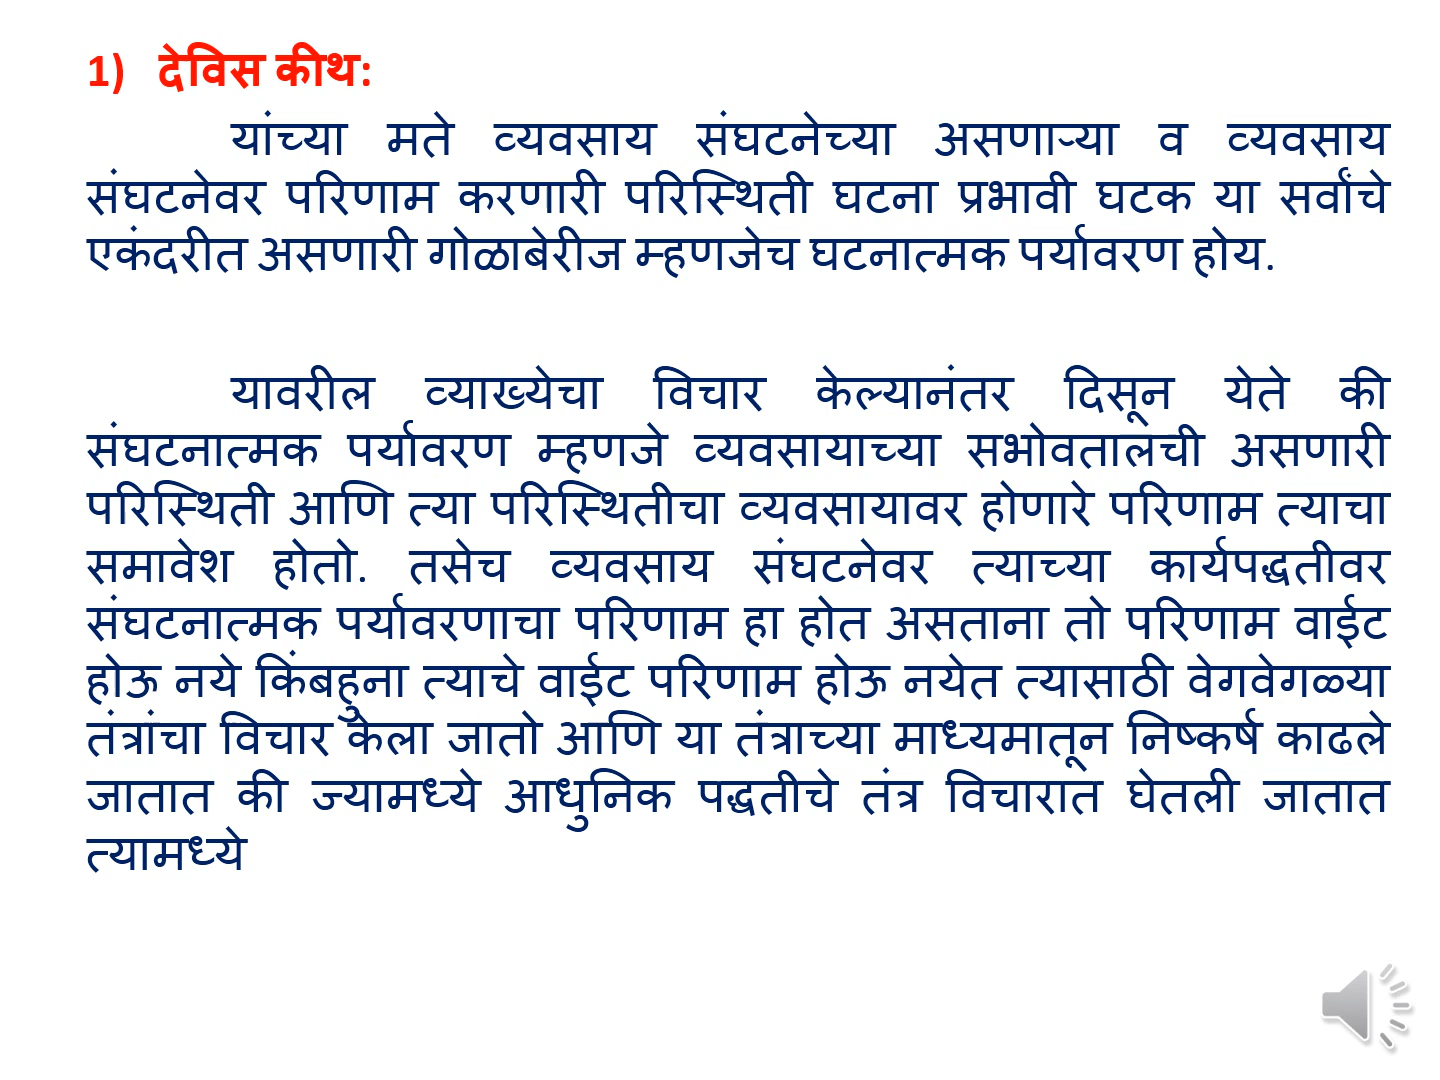 1) देविस कीथ:
यांच्या मते व्यवसाय संघटनेच्या असणाऱ्या व व्यवसाय
संघटनेवर परिणाम करणारी परिस्थिती घटना प्रभावी घटक या सर्वांचे
एकंदरीत असणारी गोळाबेरीज म्हणजेच घटनात्मक पर्यावरण होय.
यावरील व्याख्येचा विचार केल्यानंतर दिसून येते की
संघटनात्मक पर्यावरण म्हणजे व्यवसायाच्या सभोवतालची असणारी
परिस्थिती आणि त्या परिस्थितीचा व्यवसायावर होणारे परिणाम त्याचा
समावेश होतो. तसेच व्यवसाय संघटनेवर त्याच्या कार्यपद्धतीवर
संघटनात्मक पर्यावरणाचा परिणाम हा होत असताना तो परिणाम वाईट
होऊ नये किंबहुना त्याचे वाईट परिणाम होऊ नयेत त्यासाठी वेगवेगळ्या
तंत्रांचा विचार केला जातो आणि या तंत्राच्या माध्यमातून निष्कर्ष काढले
जातात की ज्यामध्ये आधुनिक पद्धतीचे तंत्र विचारात घेतली जातात
त्यामध्ये